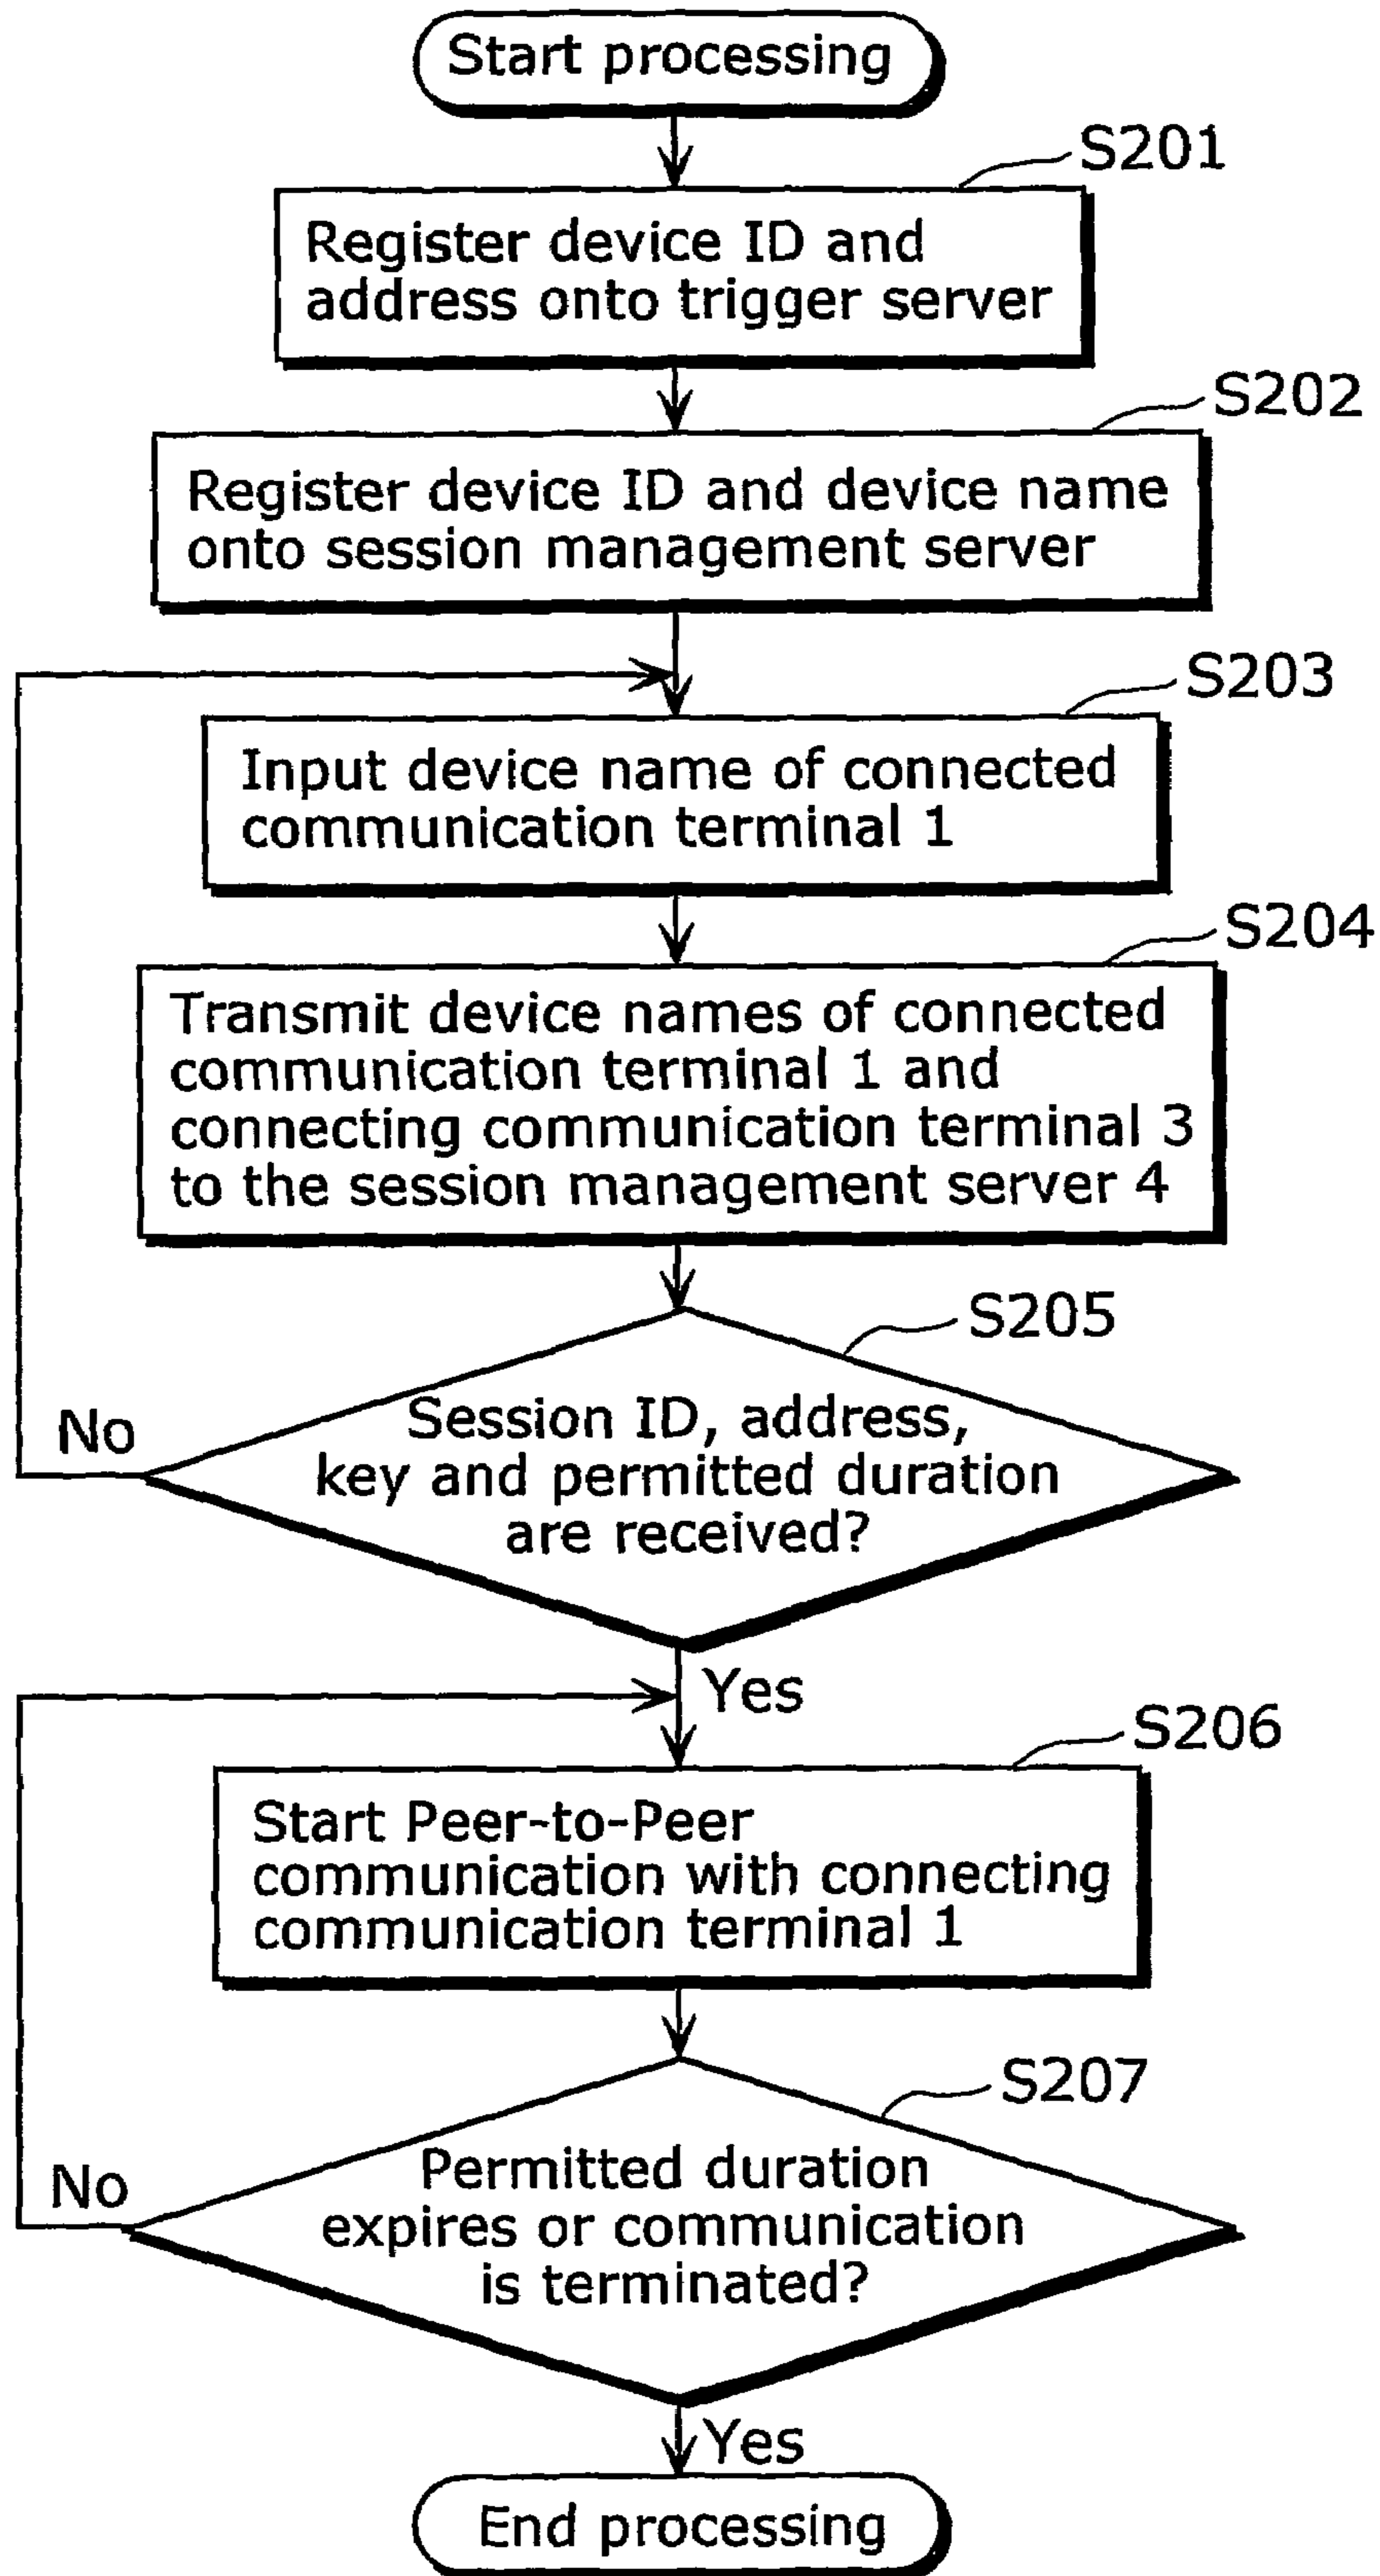 Start processing
S201
Register device ID and
address onto trigger server
S202
Register device ID and device name
onto session management server
S203
Input device name of connected
communication terminal 1
S204
Transmit device names of connected
communication terminal 1 and
connecting communication terminal 3
to the session management server 4
S205
Session ID, address,
key and permitted duration
are received?
No
Yes
S206
Start Peer-to-Peer
communication with connecting
communication terminal 1
S207
Permitted duration
expires or communication
is terminated?
No
Yes
End processing